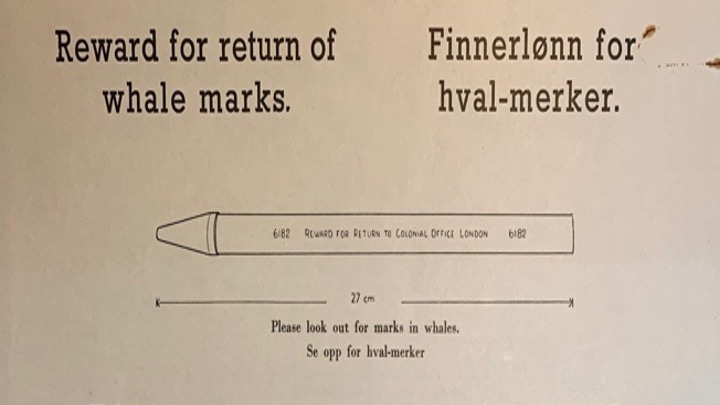 Reward for return of
whale marks.
Finnerlønn for
hval-merker.
6182 REWARD FOR RETURN TO COLONIAL OFFICE LONDON 6182
27 cm
Please look out for marks in whales.
Se opp for hval-merker